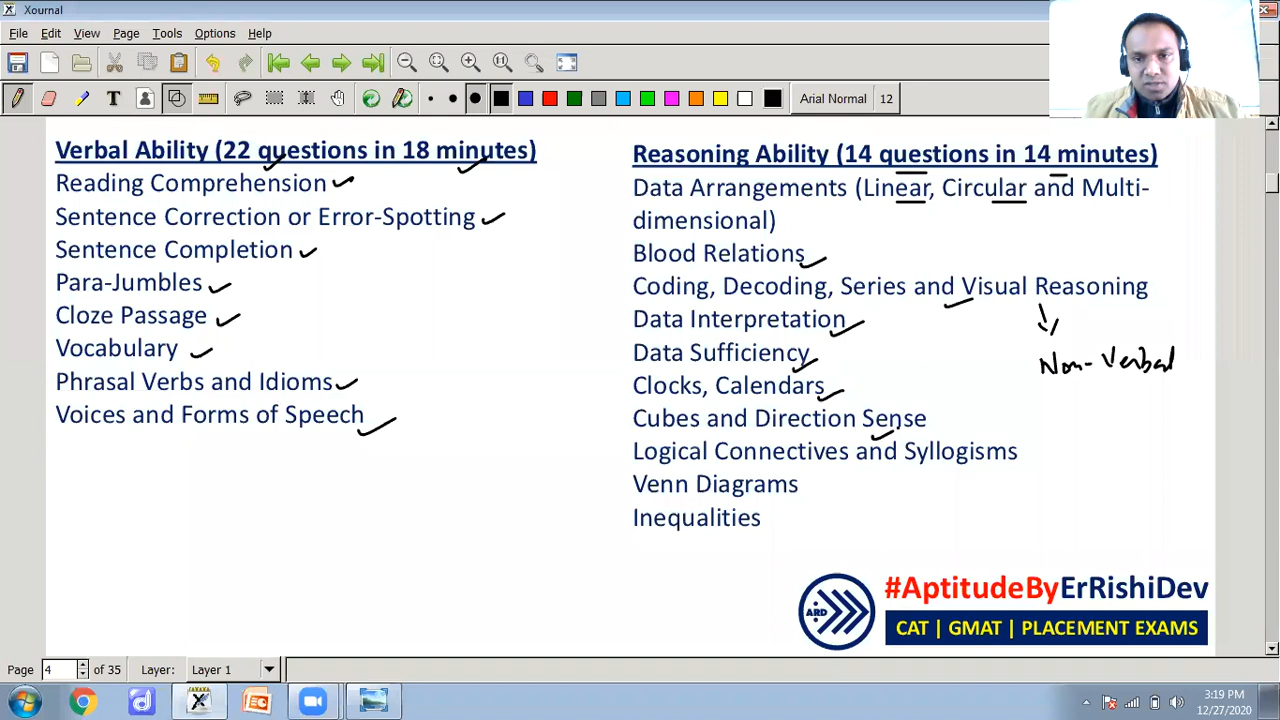 Xournal
File Edit View Page Tools Options Help
Arial Normal 12
Verbal Ability (22 questions in 18 minutes)
Reading Comprehension
Sentence Correction or Error-Spotting
Sentence Completion
Para-Jumbles
Cloze Passage
Vocabulary
Phrasal Verbs and Idioms
Voices and Forms of Speech
Reasoning Ability (14 questions in 14 minutes)
Data Arrangements (Linear, Circular and Multi-
dimensional)
Blood Relations
Coding, Decoding, Series and Visual Reasoning
Data Interpretation
Data Sufficiency
Non-Verbal
Clocks, Calendars
Cubes and Direction Sense
Logical Connectives and Syllogisms
Venn Diagrams
Inequalities
ARD
#AptitudeByErRishiDev
CAT | GMAT | PLACEMENT EXAMS
Page 4 of 35 Layer: Layer 1
3:19 PM
12/27/2020